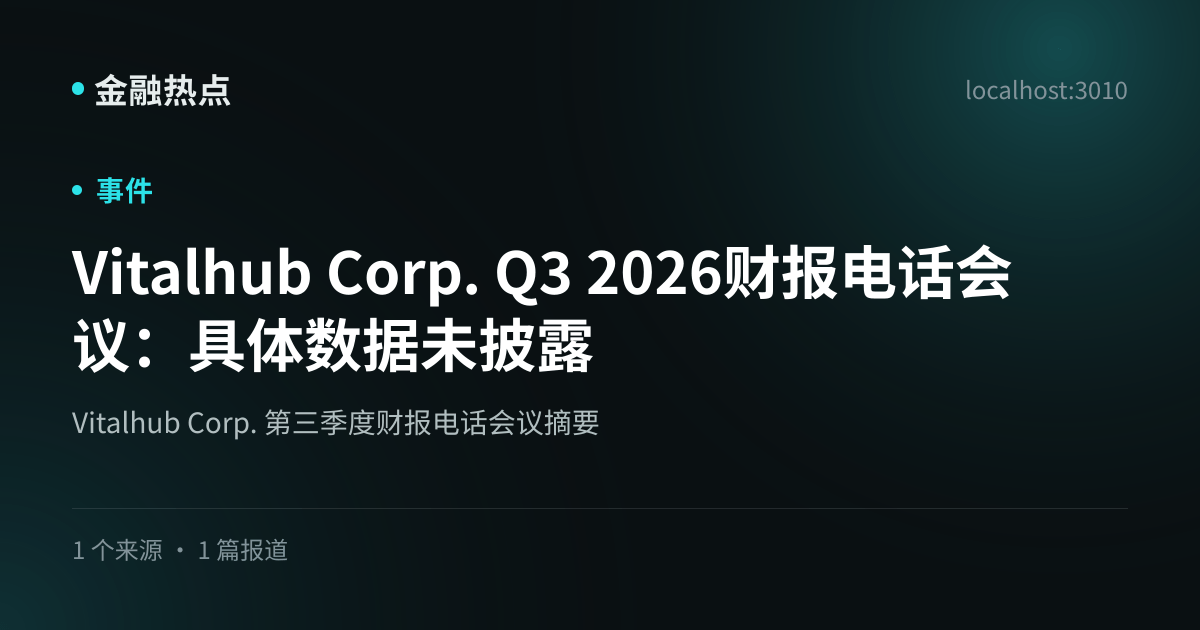 金融热点
localhost:3010
事件
Vitalhub Corp. Q3 2026财报电话会
议：具体数据未披露
Vitalhub Corp. 第三季度财报电话会议摘要
1 个来源 · 1 篇报道